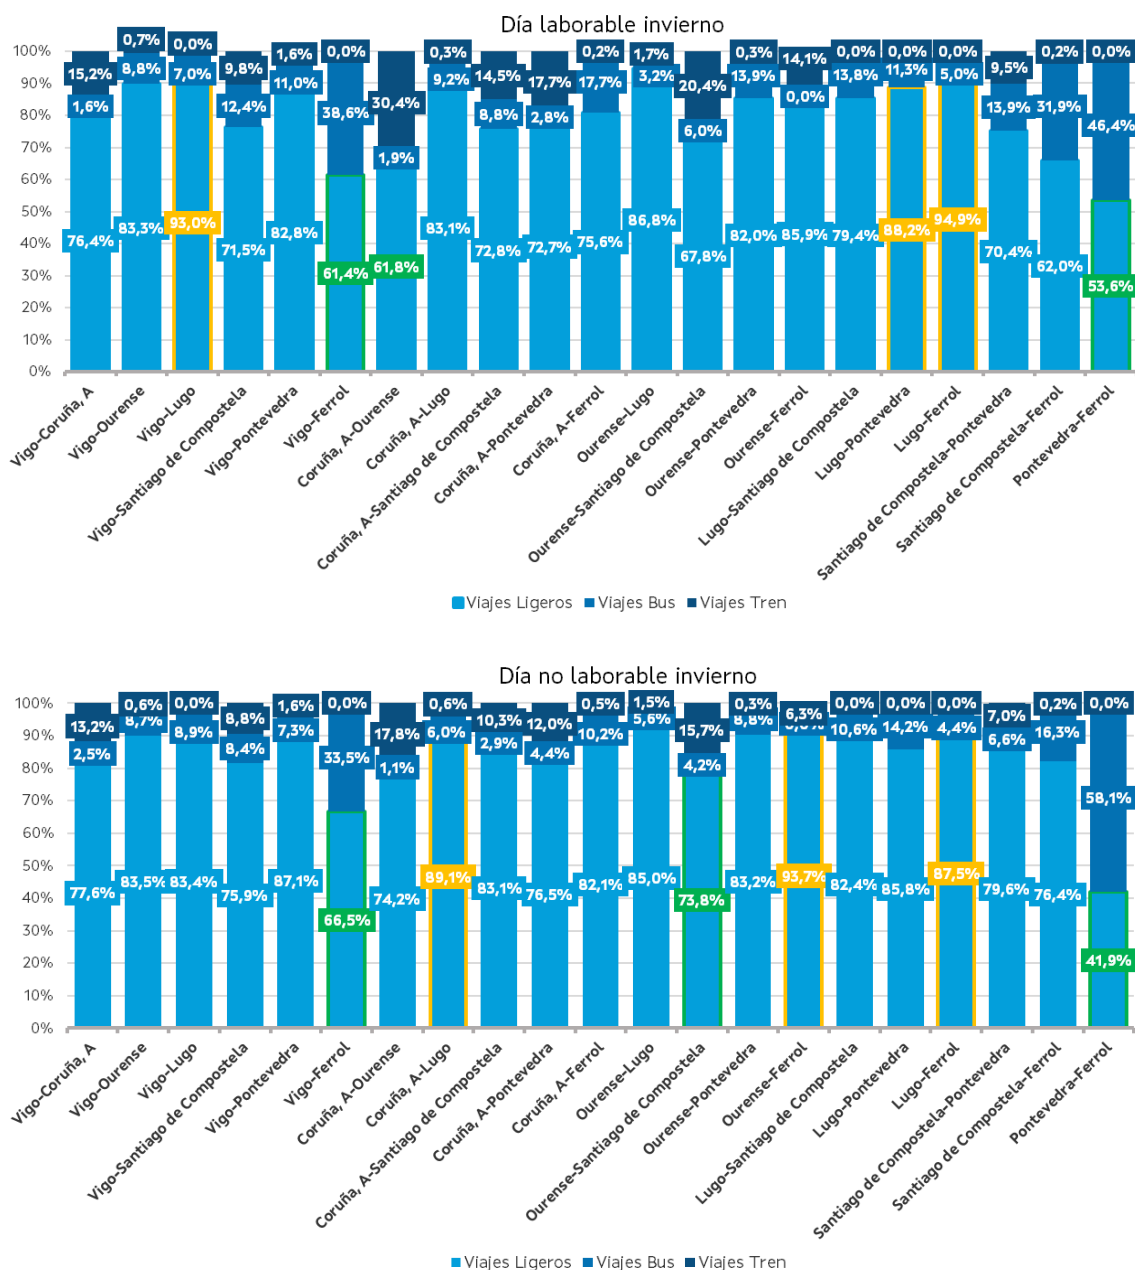 Día laborable invierno
100%
90%
80%
70%
60%
50%
40%
30%
20%
10%
0%
15,2% 0,7% 0,0% 9,8% 1,6% 0,0% 30,4% 0,3% 14,5% 17,7% 0,2% 1,7% 20,4% 0,3% 14,1% 0,0% 0,0% 0,0% 9,5% 0,2% 0,0%
1,6% 8,8% 7,0% 12,4% 11,0% 38,6% 1,9% 9,2% 8,8% 2,8% 17,7% 3,2% 6,0% 13,9% 0,0% 13,8% 11,3% 5,0% 13,9% 31,9% 46,4%
76,4% 83,3% 93,0% 71,5% 82,8% 61,4% 61,8% 83,1% 72,8% 72,7% 75,6% 86,8% 67,8% 82,0% 85,9% 79,4% 88,2% 94,9% 70,4% 62,0% 53,6%
Vigo-Coruña, A
Vigo-Ourense
Vigo-Lugo
Vigo-Santiago de Compostela
Vigo-Pontevedra
Vigo-Ferrol
Coruña, A-Ourense
Coruña, A-Lugo
Coruña, A-Santiago de Compostela
Coruña, A-Pontevedra
Coruña, A-Ferrol
Ourense-Lugo
Ourense-Santiago de Compostela
Ourense-Pontevedra
Ourense-Ferrol
Lugo-Santiago de Compostela
Lugo-Pontevedra
Lugo-Ferrol
Santiago de Compostela-Pontevedra
Santiago de Compostela-Ferrol
Pontevedra-Ferrol
Viajes Ligeros Viajes Bus Viajes Tren
Día no laborable invierno
100%
90%
80%
70%
60%
50%
40%
30%
20%
10%
0%
13,2% 0,6% 0,0% 8,8% 1,6% 0,0% 17,8% 0,6% 10,3% 12,0% 0,5% 1,5% 15,7% 0,3% 6,3% 0,0% 0,0% 0,0% 7,0% 0,2% 0,0%
2,5% 8,7% 8,9% 8,4% 7,3% 33,5% 1,1% 6,0% 2,9% 4,4% 10,2% 5,6% 4,2% 8,8% 10,6% 14,2% 4,4% 6,6% 16,3% 58,1%
77,6% 83,5% 83,4% 75,9% 87,1% 66,5% 74,2% 89,1% 83,1% 76,5% 82,1% 85,0% 73,8% 83,2% 93,7% 82,4% 85,8% 87,5% 79,6% 76,4% 41,9%
Vigo-Coruña, A
Vigo-Ourense
Vigo-Lugo
Vigo-Santiago de Compostela
Vigo-Pontevedra
Vigo-Ferrol
Coruña, A-Ourense
Coruña, A-Lugo
Coruña, A-Santiago de Compostela
Coruña, A-Pontevedra
Coruña, A-Ferrol
Ourense-Lugo
Ourense-Santiago de Compostela
Ourense-Pontevedra
Ourense-Ferrol
Lugo-Santiago de Compostela
Lugo-Pontevedra
Lugo-Ferrol
Santiago de Compostela-Pontevedra
Santiago de Compostela-Ferrol
Pontevedra-Ferrol
Viajes Ligeros Viajes Bus Viajes Tren